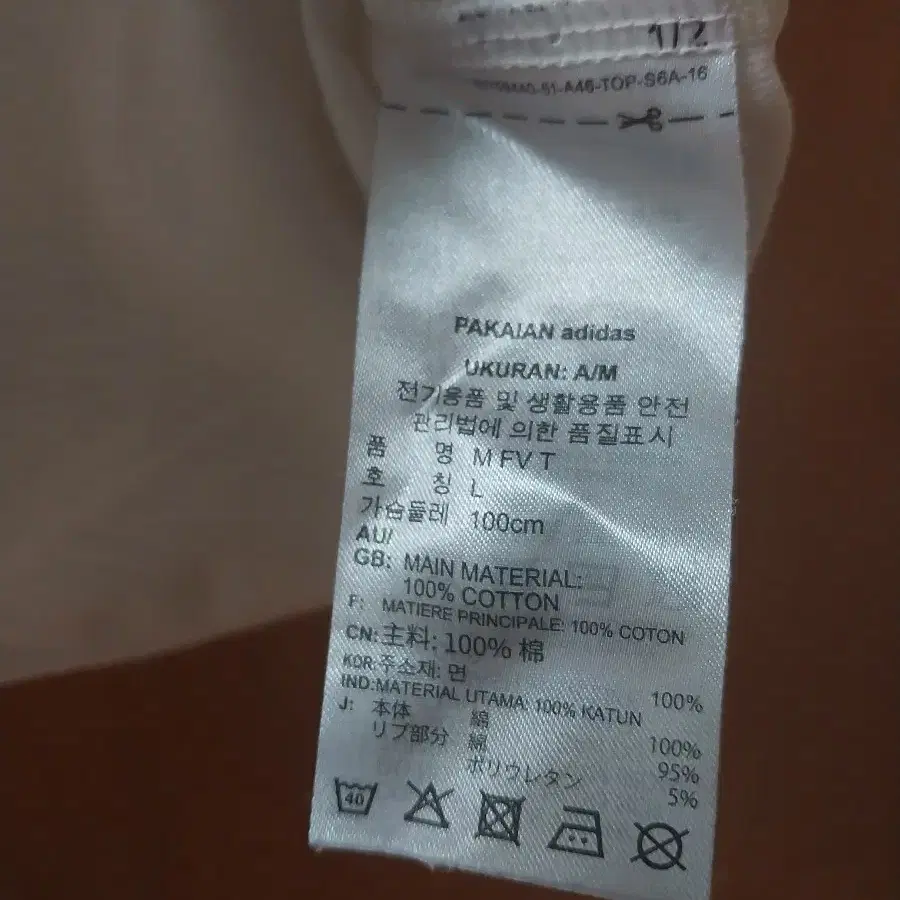 1/2
-51-A46-TOP-S6A-16
PAKAIAN adidas
UKURAN: A/M
전기용품 및 생활용품 안전
관리법에 의한 품질표시
품 명 M FV T
호 칭 L
가슴둘레 100cm
AU/
GB: MAIN MATERIAL:
100% COTTON
F: MATIERE PRINCIPALE: 100% COTON
CN: 主料: 100% 棉
KOR: 주소재: 면 100%
IND: MATERIAL UTAMA: 100% KATUN
J: 本体 綿 100%
リブ部分 綿 95%
ポリウレタン 5%
40